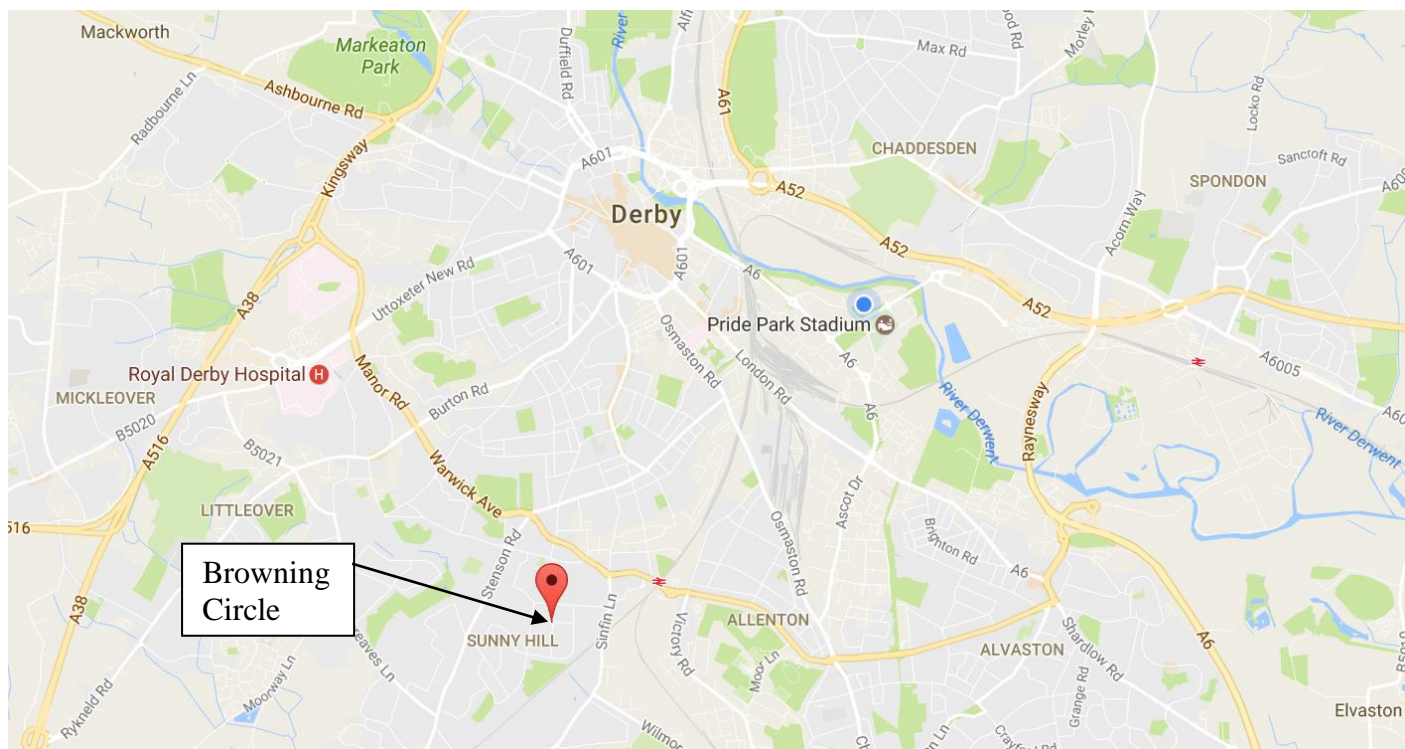 Mackworth
Markeaton
Park
Ashbourne Rd
Radbourne Ln
Kingsway
Duffield Rd
River
A61
Max Rd
Locko Rd
CHADDESDEN
Sancroft Rd
SPONDON
A601
A52
Derby
A52
Acorn Way
A38
Uttoxeter New Rd
A601
A601
A6
A52
A52
Pride Park Stadium
Manor Rd
Osmaston Rd
London Rd
A6
Royal Derby Hospital
H
MICKLEOVER
B5020
Burton Rd
A6
River Derwent
Raynesway
A6005
River Derwent
A516
B5021
Warwick Ave
LITTLEOVER
516
Stenson Rd
Ascot Dr
Osmaston Rd
Brighton Rd
A6
Browning
Circle
A38
SUNNY HILL
Sinfin Ln
Victory Rd
ALLENTON
Moor Ln
ALVASTON
Shardlow Rd
A6
Grange Rd
Moorway Ln
Rykneld Rd
Elvaston